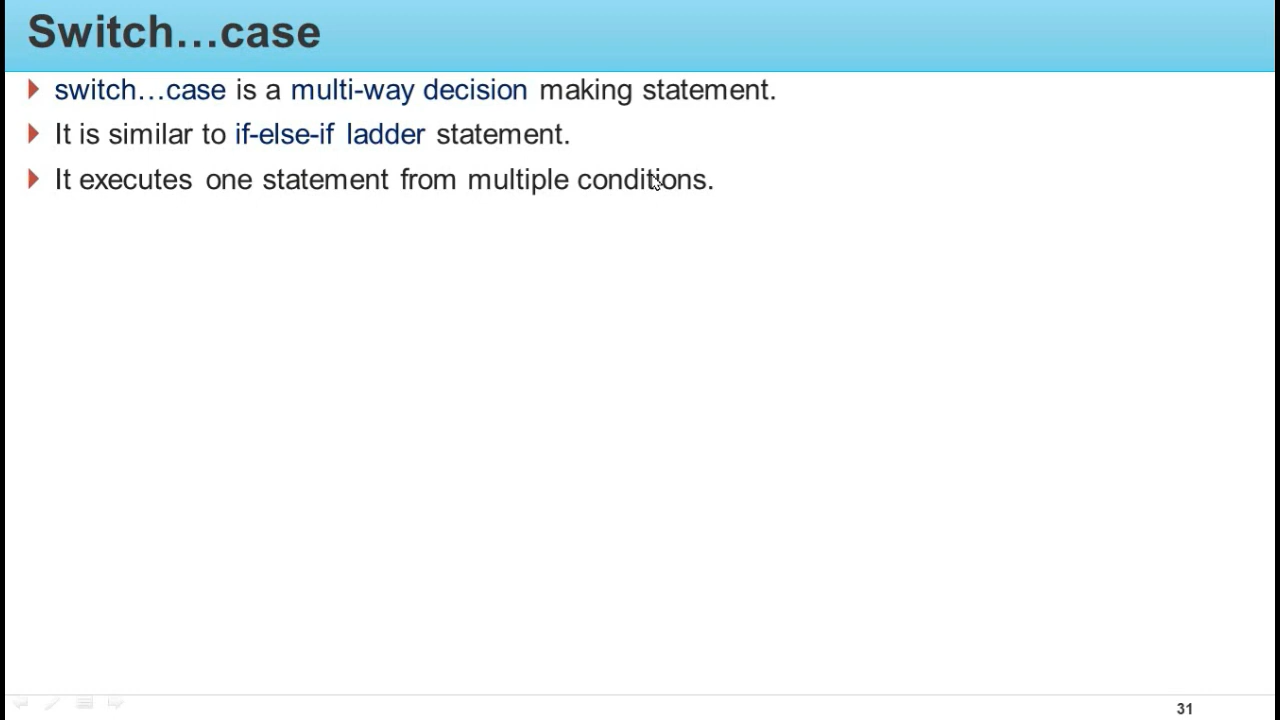 Switch…case
switch…case is a multi-way decision making statement.
It is similar to if-else-if ladder statement.
It executes one statement from multiple conditions.
31